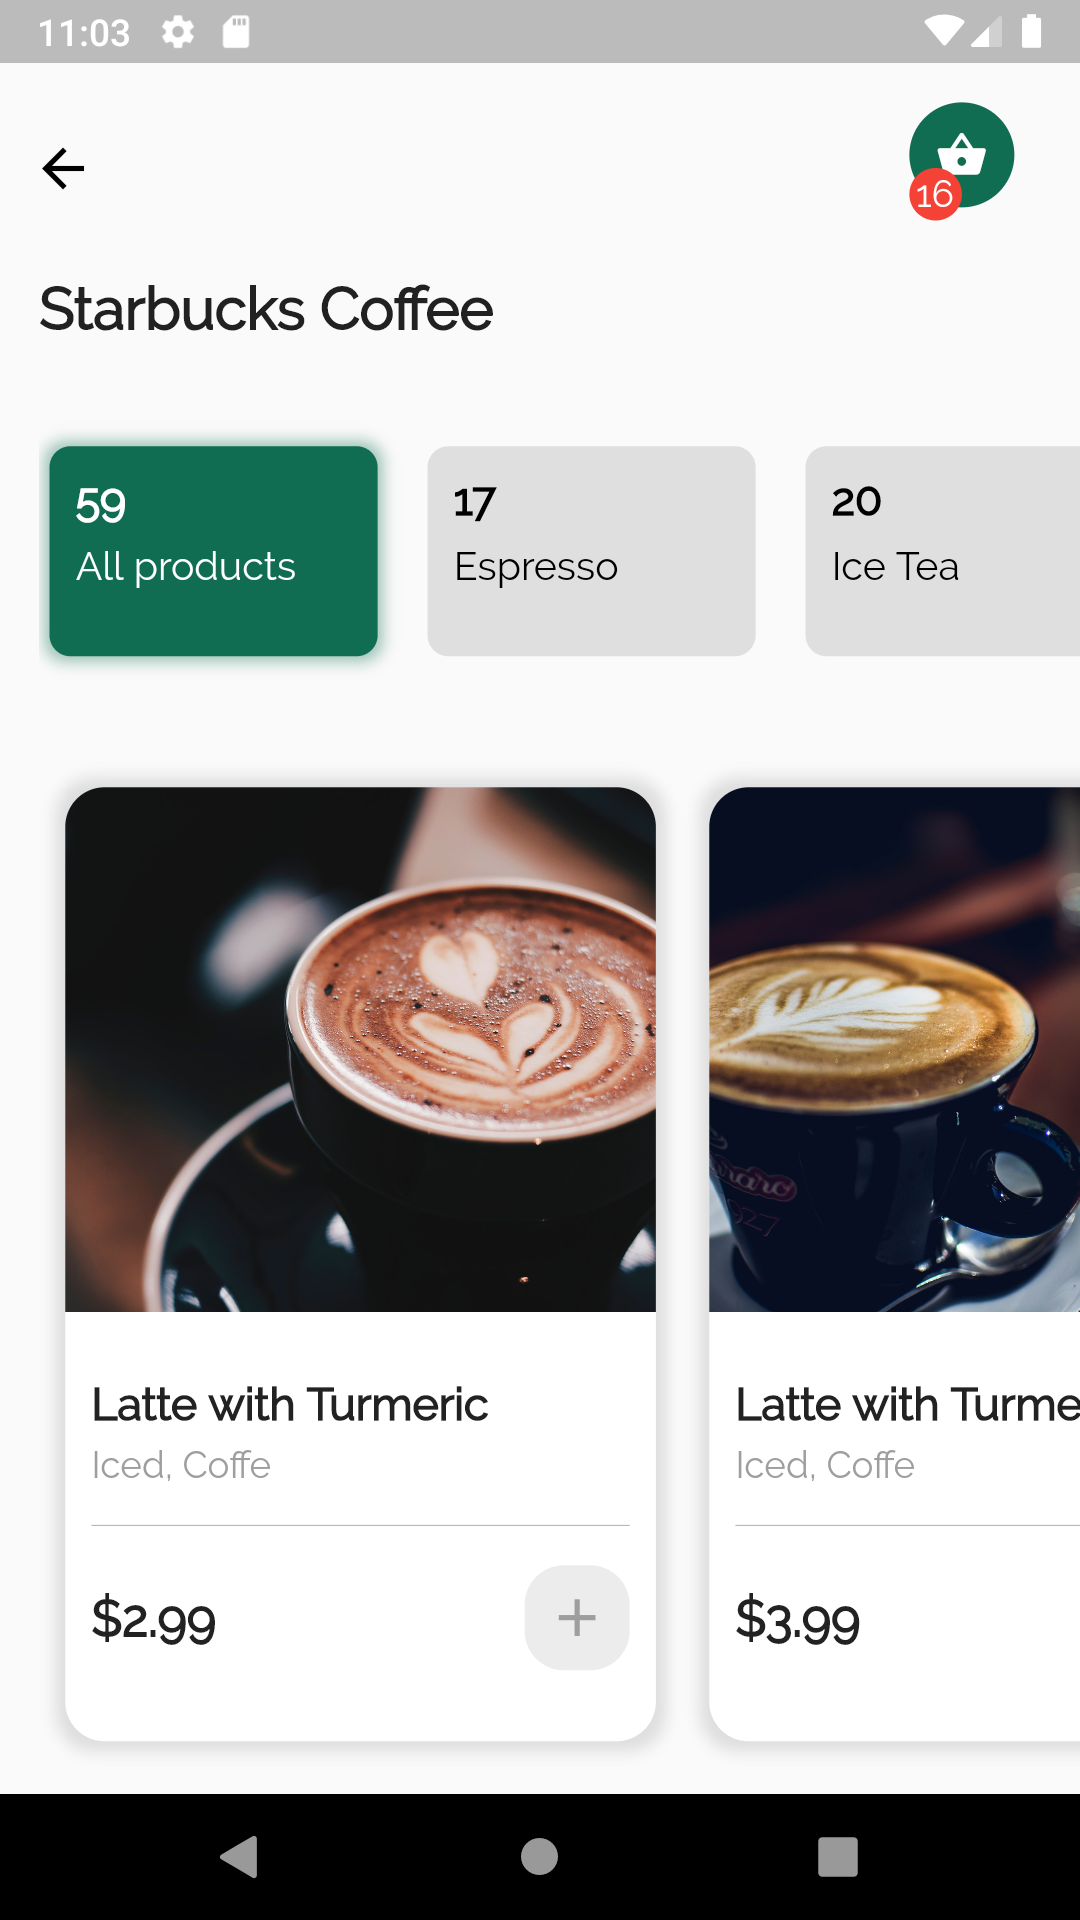 11:03
16
Starbucks Coffee
59
All products
17
Espresso
20
Ice Tea
1927
Latte with Turmeric
Iced, Coffe
$2.99
Latte with Turme
Iced, Coffe
$3.99